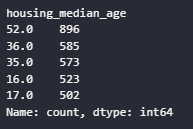 housing_median_age
52.0    896
36.0    585
35.0    573
16.0    523
17.0    502
Name: count, dtype: int64